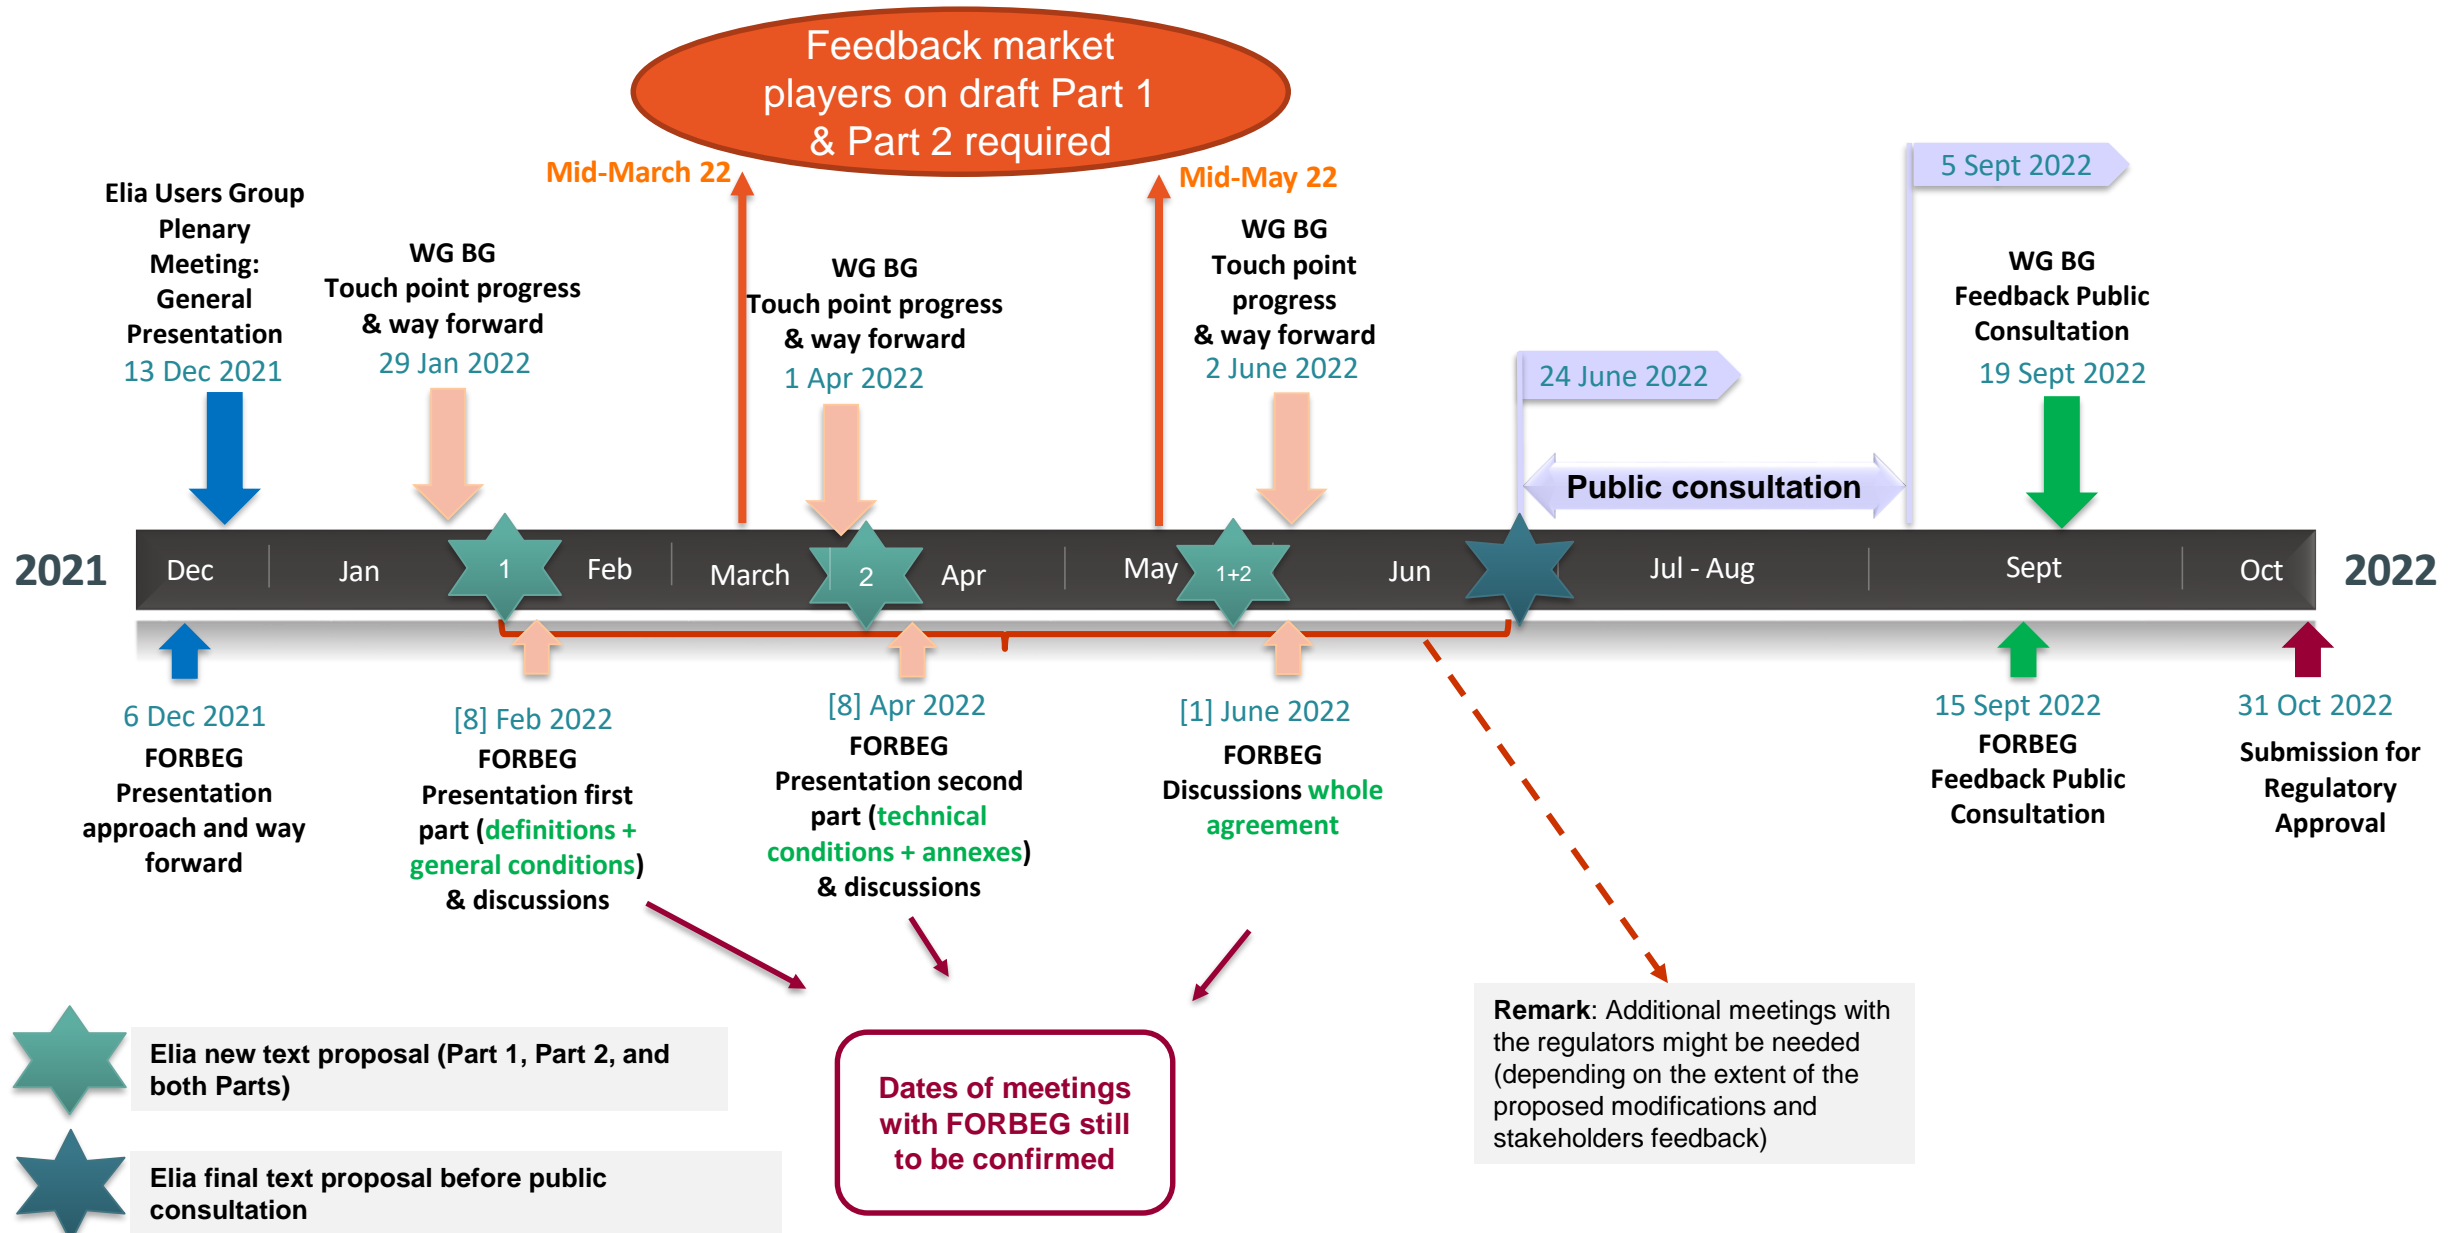 Feedback market
players on draft Part 1
& Part 2 required
Mid-March 22
Mid-May 22
5 Sept 2022
Elia Users Group
Plenary
Meeting:
General
Presentation
13 Dec 2021
WG BG
Touch point progress
& way forward
29 Jan 2022
WG BG
Touch point progress
& way forward
1 Apr 2022
WG BG
Touch point
progress
& way forward
2 June 2022
24 June 2022
WG BG
Feedback Public
Consultation
19 Sept 2022
Public consultation
2021
Dec
Jan
1
Feb
March
2
Apr
May
1+2
Jun
Jul - Aug
Sept
Oct
2022
6 Dec 2021
FORBEG
Presentation
approach and way
forward
[8] Feb 2022
FORBEG
Presentation first
part (definitions +
general conditions)
& discussions
[8] Apr 2022
FORBEG
Presentation second
part (technical
conditions + annexes)
& discussions
[1] June 2022
FORBEG
Discussions whole
agreement
15 Sept 2022
FORBEG
Feedback Public
Consultation
31 Oct 2022
Submission for
Regulatory
Approval
Elia new text proposal (Part 1, Part 2, and
both Parts)
Elia final text proposal before public
consultation
Dates of meetings
with FORBEG still
to be confirmed
Remark: Additional meetings with
the regulators might be needed
(depending on the extent of the
proposed modifications and
stakeholders feedback)